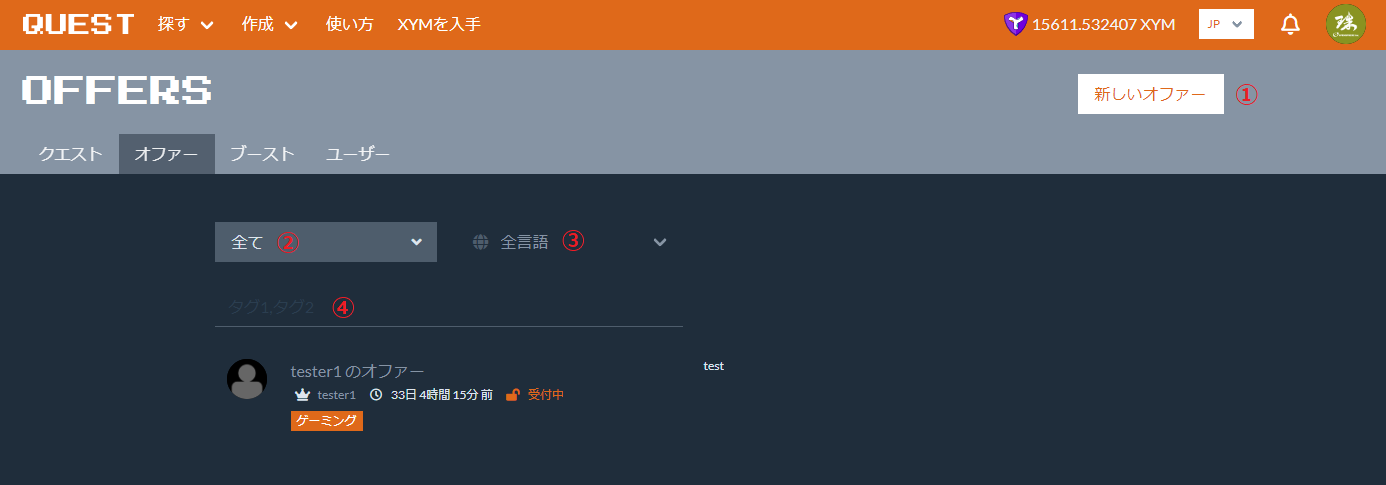 QUEST 探す 作成 使い方 XYMを入手 15611.532407 XYM JP
OFFERS
新しいオファー ①
クエスト オファー ブースト ユーザー
全て ② 全言語 ③
タグ1,タグ2 ④
tester1 のオファー test
tester1 33日 4時間 15分 前 受付中
ゲーミング